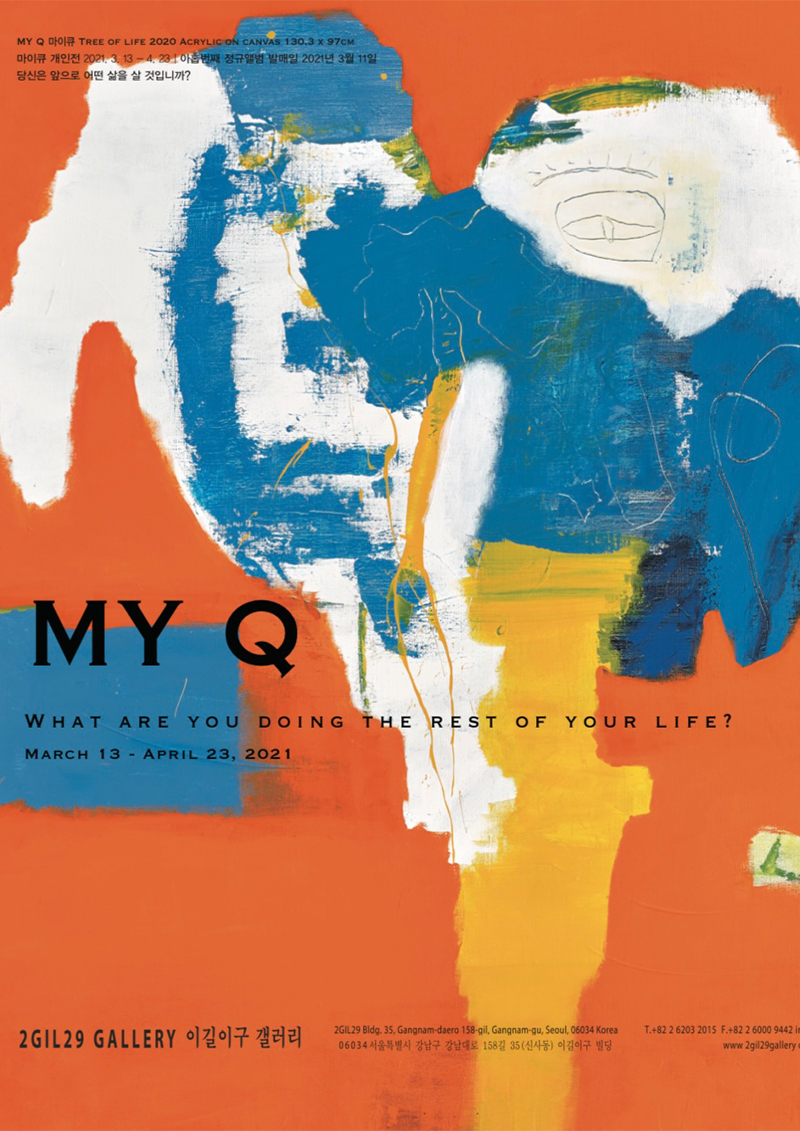 MY Q 마이큐 TREE OF LIFE 2020 ACRYLIC ON CANVAS 130.3 X 97CM
마이큐 개인전 2021. 3. 13 – 4. 23 | 아홉번째 정규앨범 발매일 2021년 3월 11일
당신은 앞으로 어떤 삶을 살 것입니까?
MY Q
WHAT ARE YOU DOING THE REST OF YOUR LIFE?
MARCH 13 - APRIL 23, 2021
2GIL29 GALLERY 이길이구 갤러리
2GIL29 Bldg. 35, Gangnam-daero 158-gil, Gangnam-gu, Seoul, 06034 Korea
06034 서울특별시 강남구 강남대로 158길 35(신사동) 이길이구 빌딩
T.+82 2 6203 2015 F.+82 2 6000 9442
www 2gil29gallery